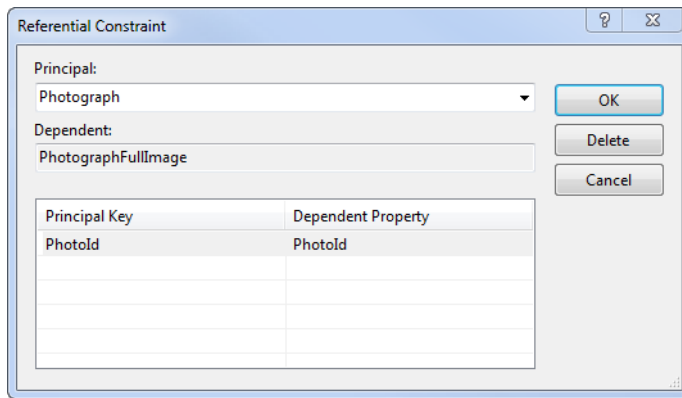 Referential Constraint
Principal:
Photograph
OK
Dependent:
Delete
PhotographFullImage
Cancel
Principal Key Dependent Property
PhotoId PhotoId